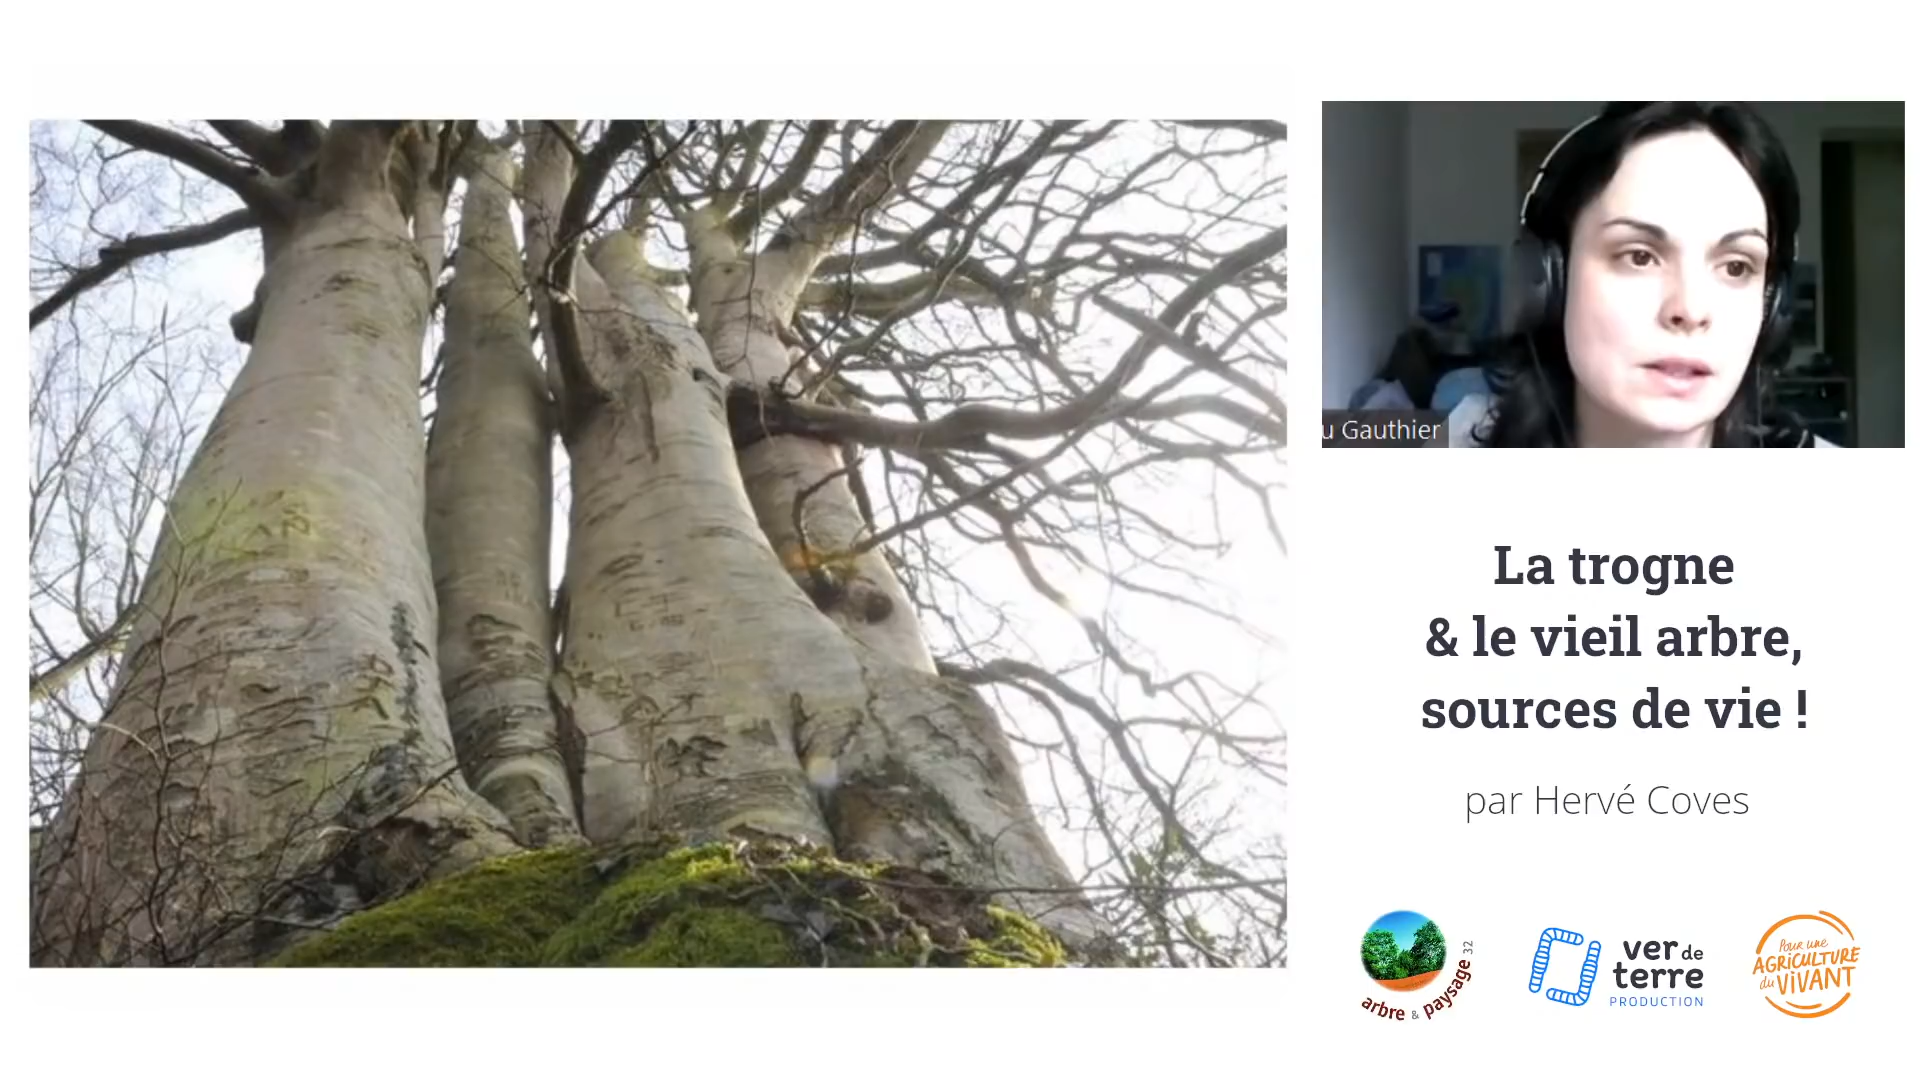 u Gauthier
La trogne
& le vieil arbre,
sources de vie !
par Hervé Coves
arbre & paysage 32
ver de
terre
PRODUCTION
Pour une
AGRICULTURE
du VIVANT